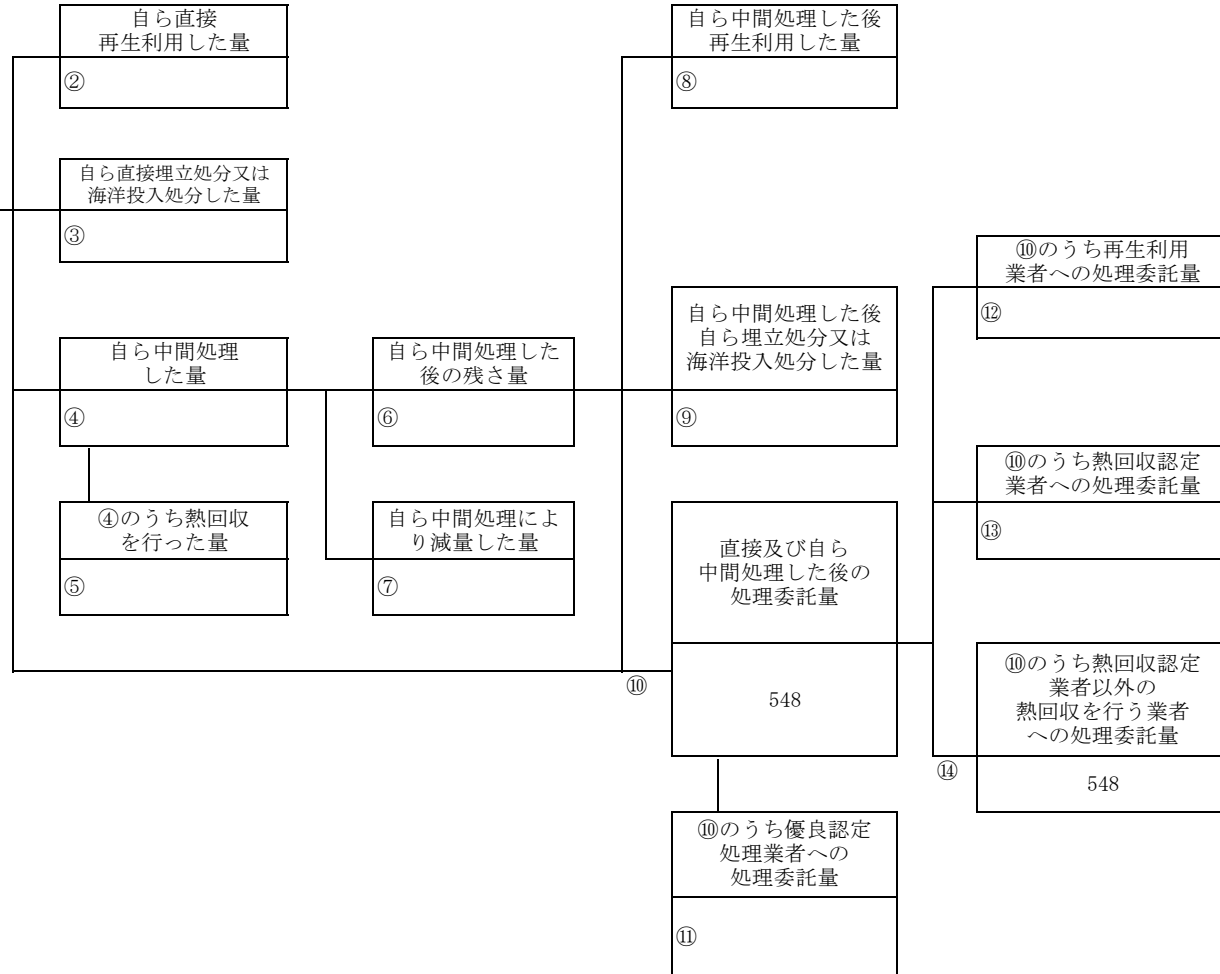 自ら直接
再生利用した量
②
自ら直接埋立処分又は
海洋投入処分した量
③
自ら中間処理
した量
④
④のうち熱回収
を行った量
⑤
自ら中間処理した
後の残さ量
⑥
自ら中間処理によ
り減量した量
⑦
自ら中間処理した後
再生利用した量
⑧
自ら中間処理した後
自ら埋立処分又は
海洋投入処分した量
⑨
直接及び自ら
中間処理した後の
処理委託量
⑩
548
⑩のうち優良認定
処理業者への
処理委託量
⑪
⑩のうち再生利用
業者への処理委託量
⑫
⑩のうち熱回収認定
業者への処理委託量
⑬
⑩のうち熱回収認定
業者以外の
熱回収を行う業者
への処理委託量
⑭
548